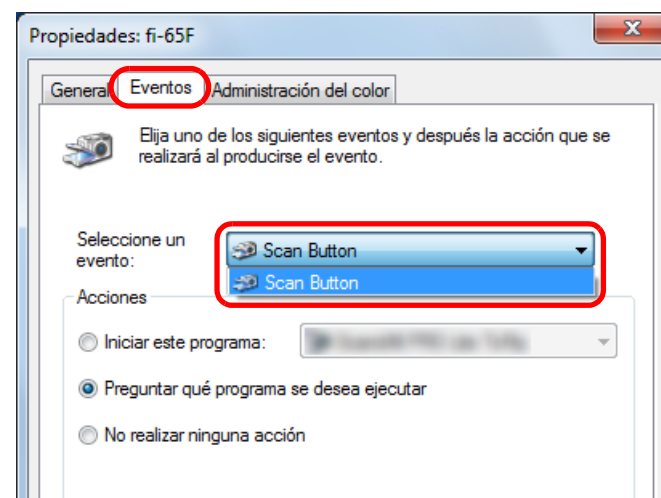 Propiedades: fi-65F
General Eventos Administración del color
Elija uno de los siguientes eventos y después la acción que se
realizará al producirse el evento.
Seleccione un
evento:
Scan Button
Scan Button
Acciones
Iniciar este programa:
Preguntar qué programa se desea ejecutar
No realizar ninguna acción